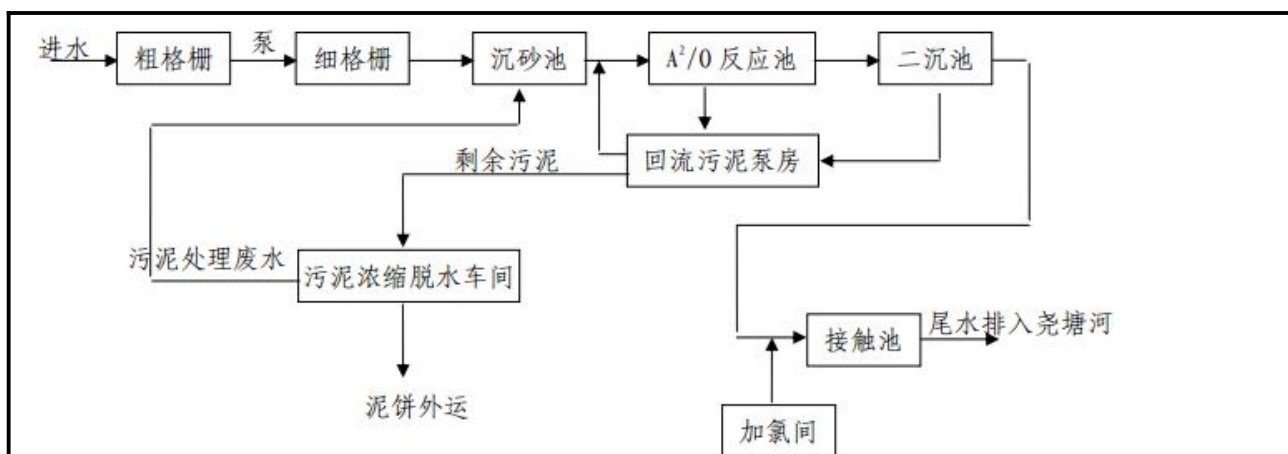 进水
粗格栅
泵
细格栅
沉砂池
A²/O 反应池
二沉池
剩余污泥
回流污泥泵房
污泥处理废水
污泥浓缩脱水车间
接触池
尾水排入尧塘河
泥饼外运
加氯间